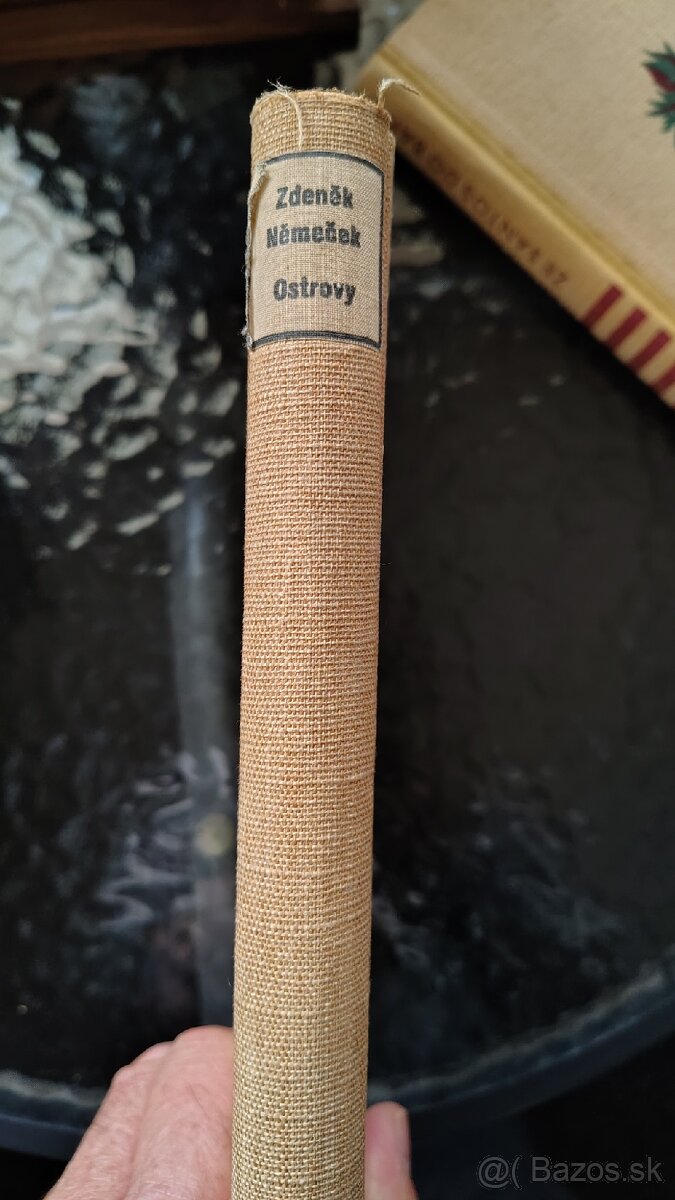 Zdeněk
Němeček
Ostrovy
@( Bazos.sk